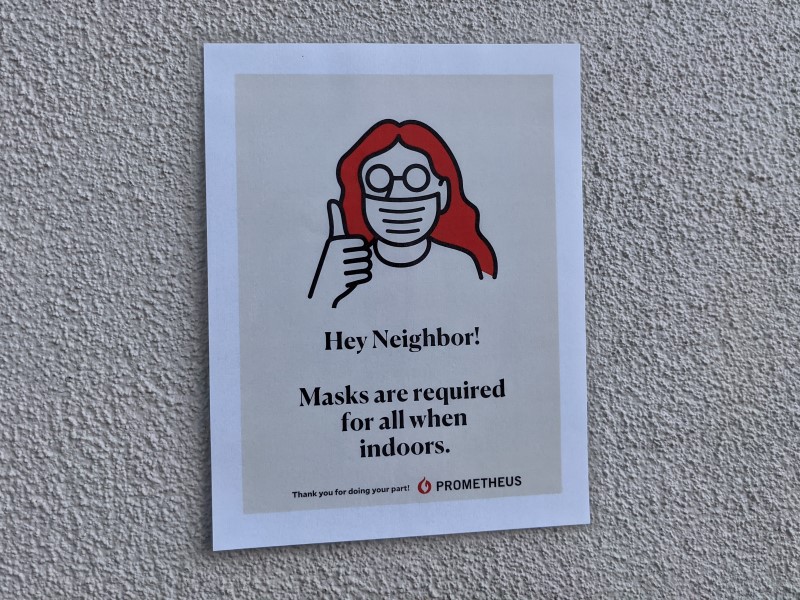 Hey Neighbor!
Masks are required
for all when
indoors.
Thank you for doing your part! PROMETHEUS